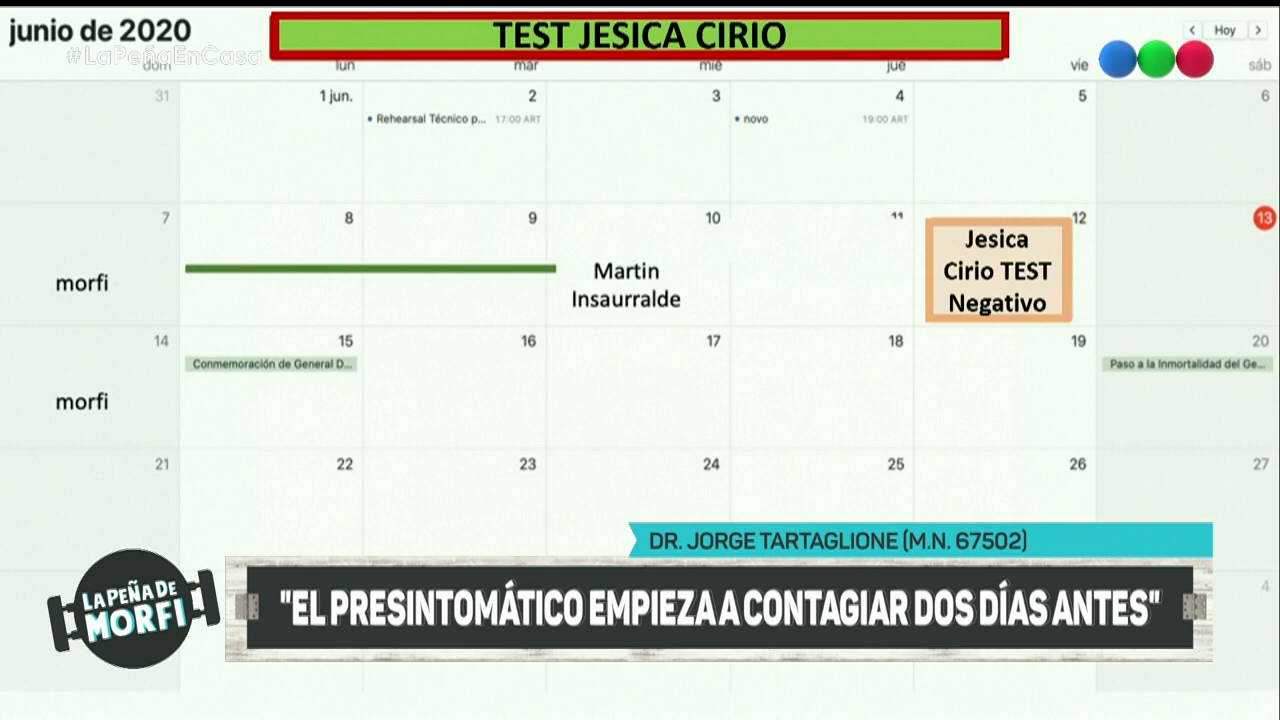 junio de 2020
TEST JESICA CIRIO
Hoy
#LaPeñaEnCasa
dom lun mar mié jue vie sáb
31 1 jun. 2 3 4 5 6
Rehearsal Técnico p... 17:00 ART
novo 19:00 ART
7 8 9 10 11 12 13
morfi
Martin
Insaurralde
Jesica
Cirio TEST
Negativo
14 15 16 17 18 19 20
Conmemoración de General D...
Paso a la Inmortalidad del Ge...
morfi
21 22 23 24 25 26 27
DR. JORGE TARTAGLIONE (M.N. 67502)
4
LA PEÑA DE
MORFI
"EL PRESINTOMÁTICO EMPIEZA A CONTAGIAR DOS DÍAS ANTES"